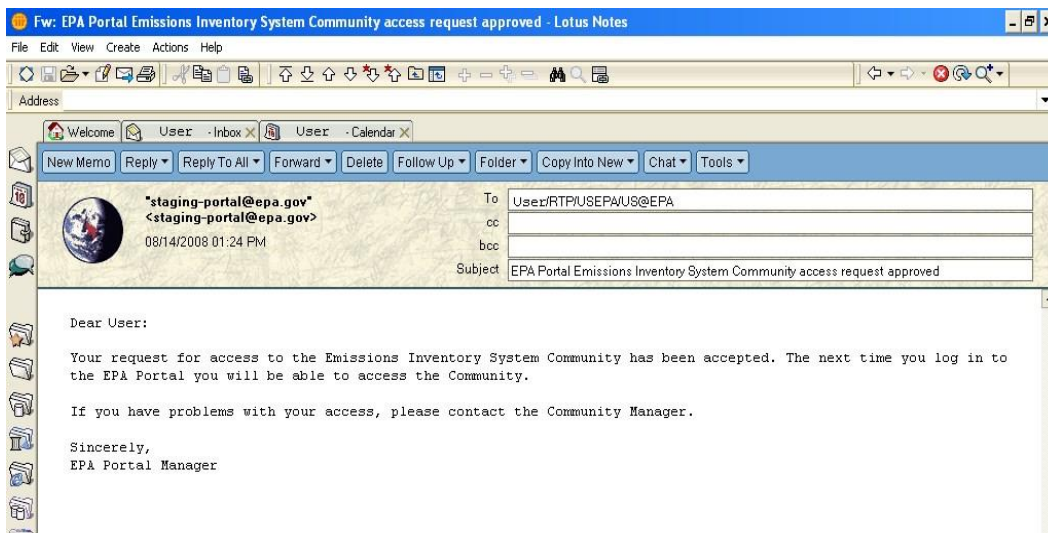 Fw: EPA Portal Emissions Inventory System Community access request approved - Lotus Notes
File Edit View Create Actions Help
Address
Welcome User - Inbox User - Calendar
New Memo Reply Reply To All Forward Delete Follow Up Folder Copy Into New Chat Tools
"staging-portal@epa.gov"
<staging-portal@epa.gov>
08/14/2008 01:24 PM
To User/RTP/USEPA/US@EPA
cc
bcc
Subject EPA Portal Emissions Inventory System Community access request approved
Dear User:
Your request for access to the Emissions Inventory System Community has been accepted. The next time you log in to
the EPA Portal you will be able to access the Community.
If you have problems with your access, please contact the Community Manager.
Sincerely,
EPA Portal Manager